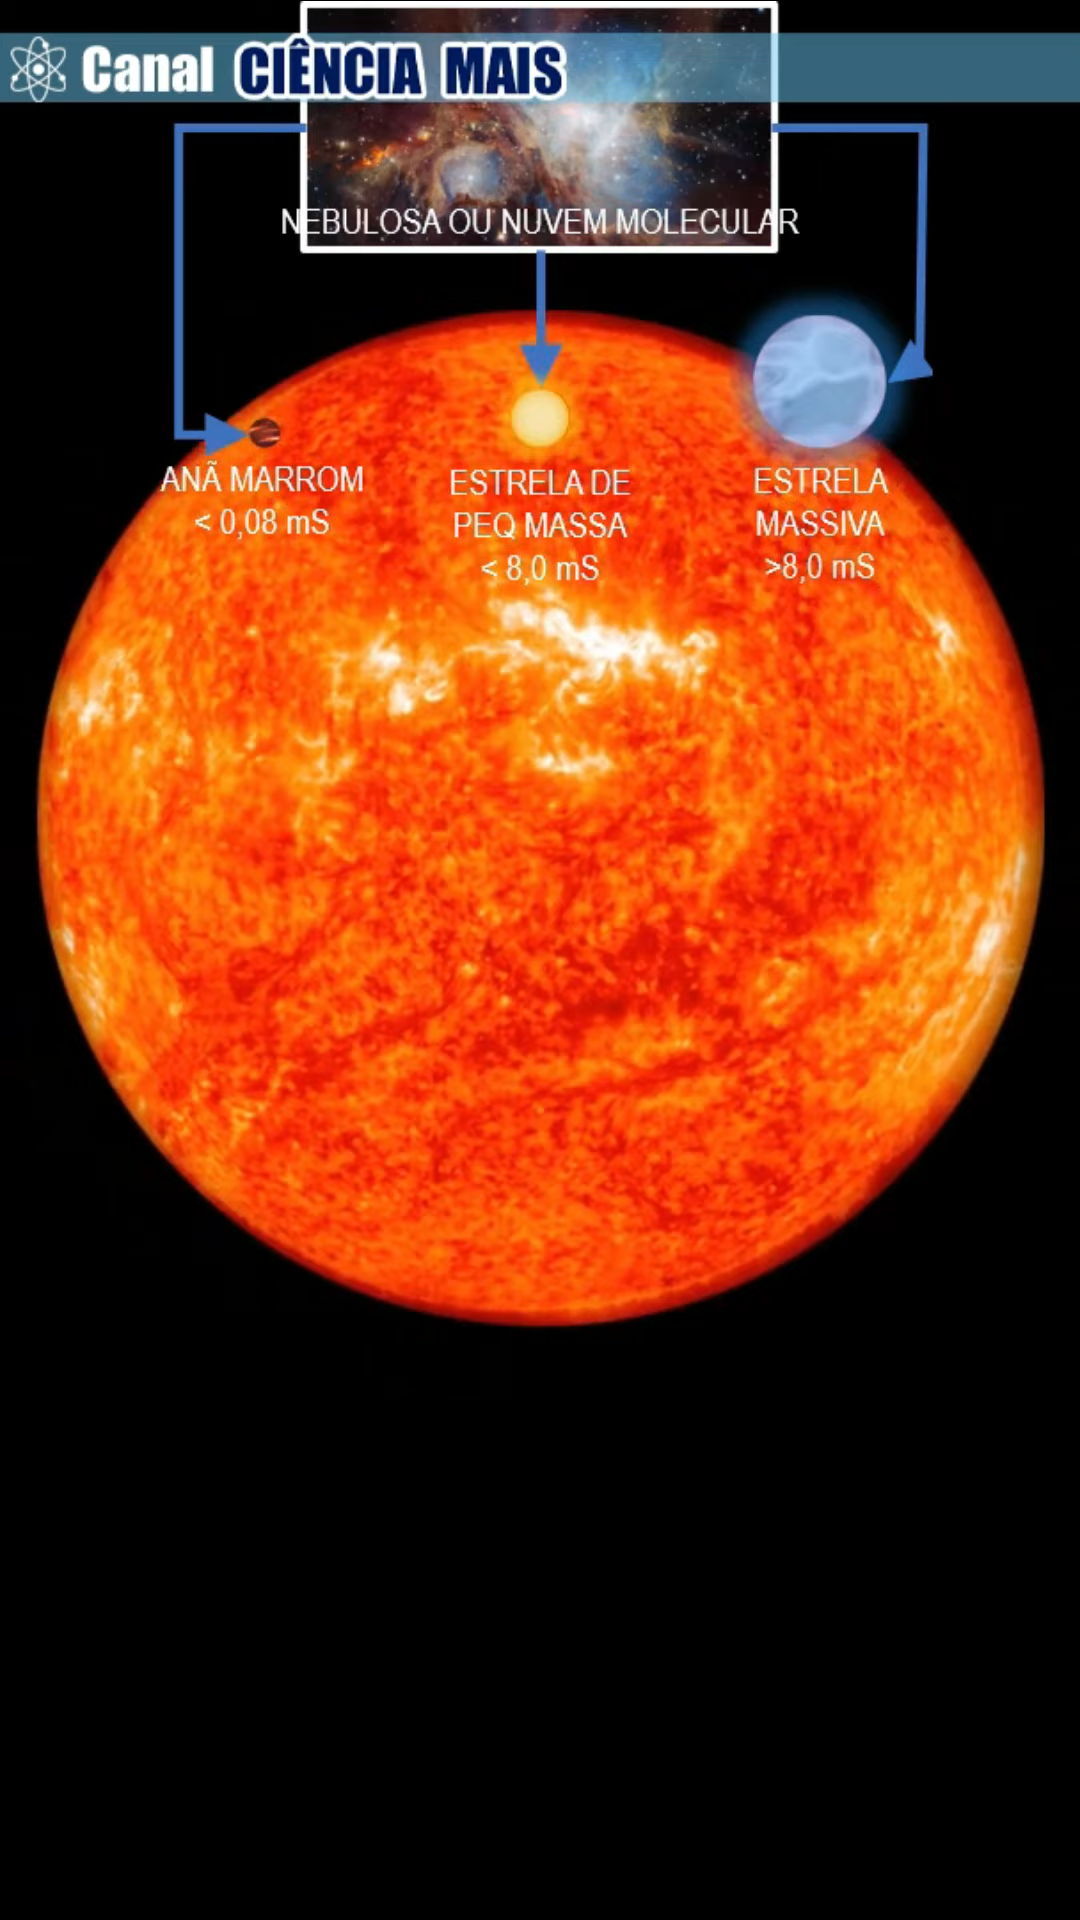 Canal CIÊNCIA MAIS
NEBULOSA OU NUVEM MOLECULAR
ANÃ MARROM
< 0,08 mS
ESTRELA DE
PEQ MASSA
< 8,0 mS
ESTRELA
MASSIVA
>8,0 mS